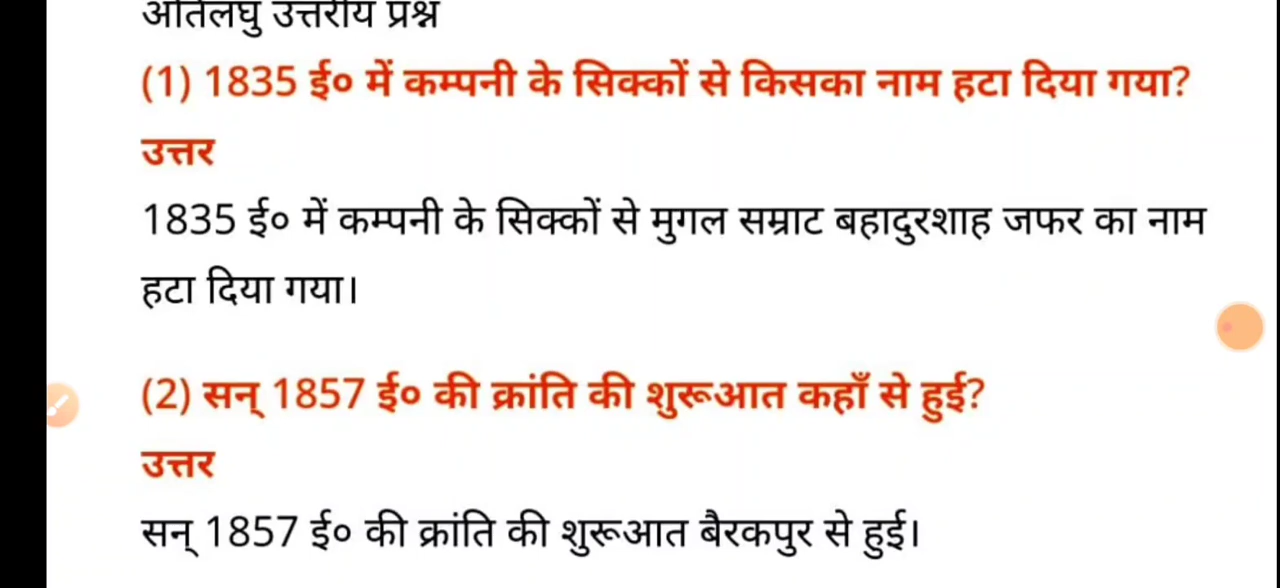 अतिलघु उत्तरीय प्रश्न
(1) 1835 ई० में कम्पनी के सिक्कों से किसका नाम हटा दिया गया?
उत्तर
1835 ई० में कम्पनी के सिक्कों से मुगल सम्राट बहादुरशाह जफर का नाम
हटा दिया गया।
(2) सन् 1857 ई० की क्रांति की शुरूआत कहाँ से हुई?
उत्तर
सन् 1857 ई० की क्रांति की शुरूआत बैरकपुर से हुई।